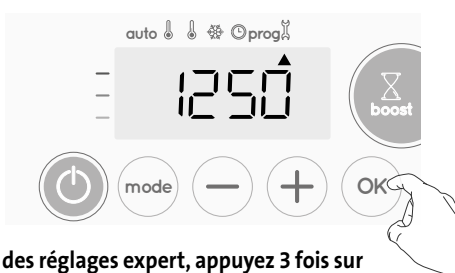 auto prog
1250
boost
mode OK
des réglages expert, appuyez 3 fois sur